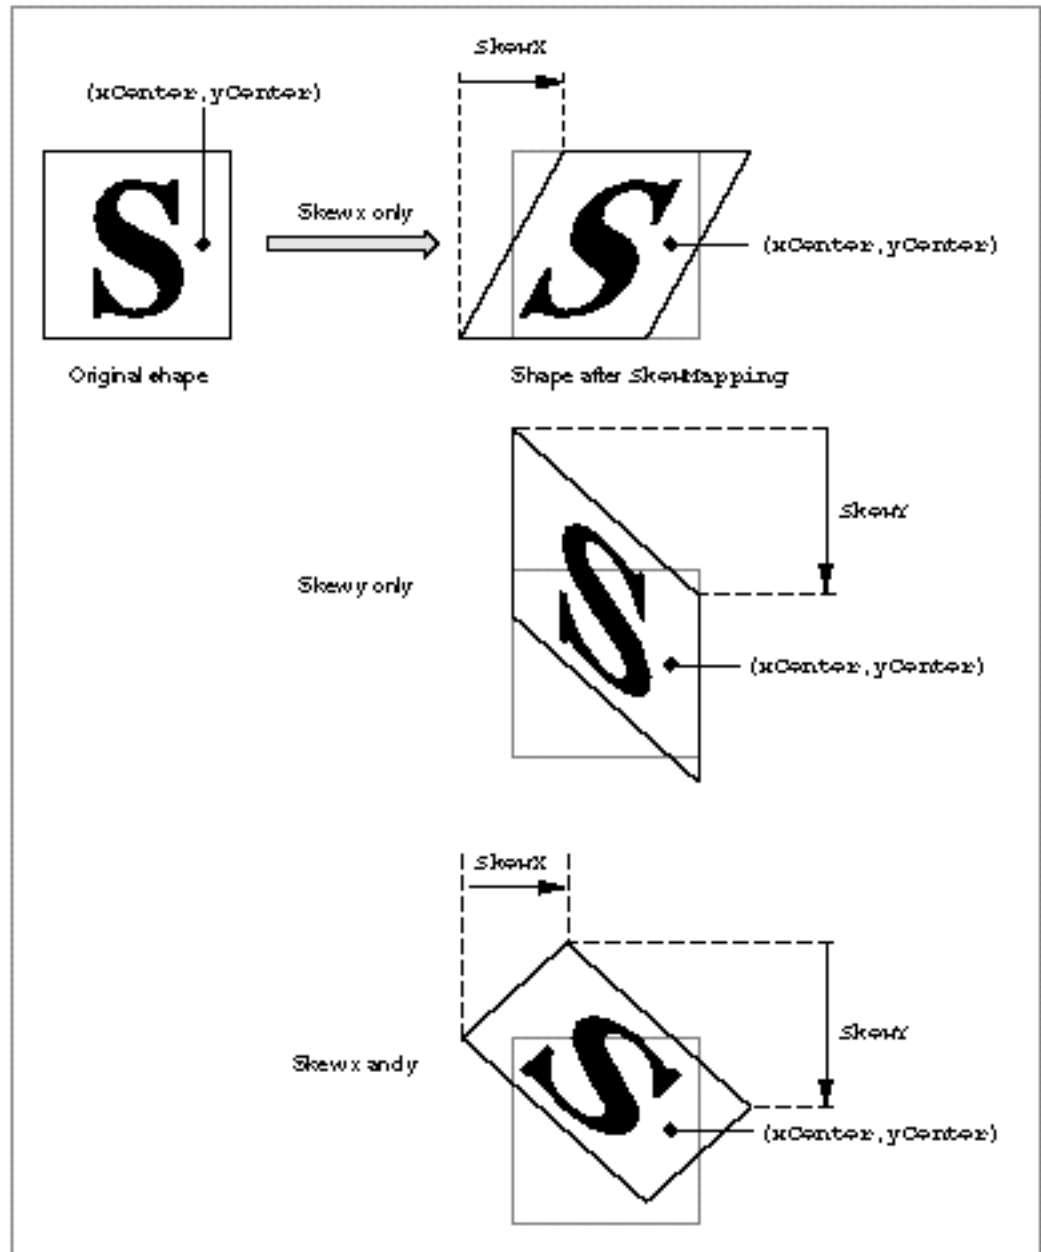 skewX
(xCenter,yCenter)
S
Skew x only
S
(xCenter,yCenter)
Original shape
Shape after SkewMapping
skewY
S
Skew y only
(xCenter,yCenter)
skewX
S
skewY
Skew x and y
(xCenter,yCenter)